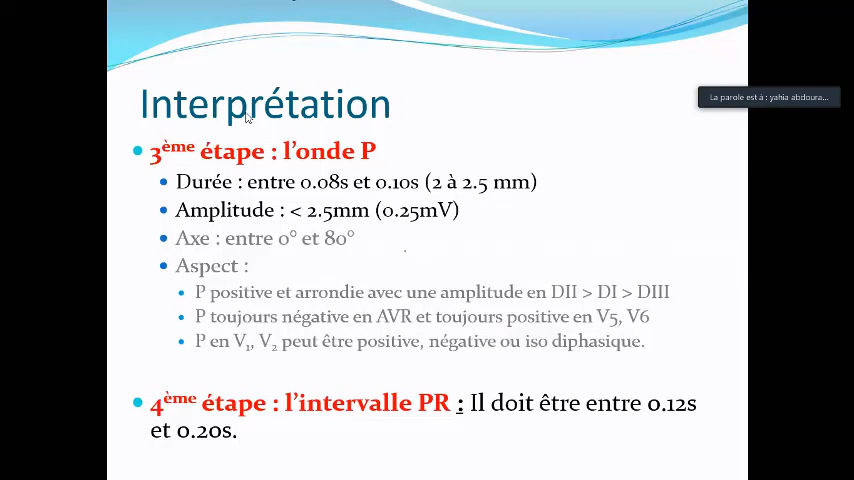 Interprétation
La parole est à : yahia abdoura...
• 3ème étape : l'onde P
• Durée : entre 0.08s et 0.10s (2 à 2.5 mm)
• Amplitude : < 2.5mm (0.25mV)
• Axe : entre 0° et 80°
• Aspect :
• P positive et arrondie avec une amplitude en DII > DI > DIII
• P toujours négative en AVR et toujours positive en V5, V6
• P en V1, V2 peut être positive, négative ou iso diphasique.
• 4ème étape : l'intervalle PR : Il doit être entre 0.12s
et 0.20s.